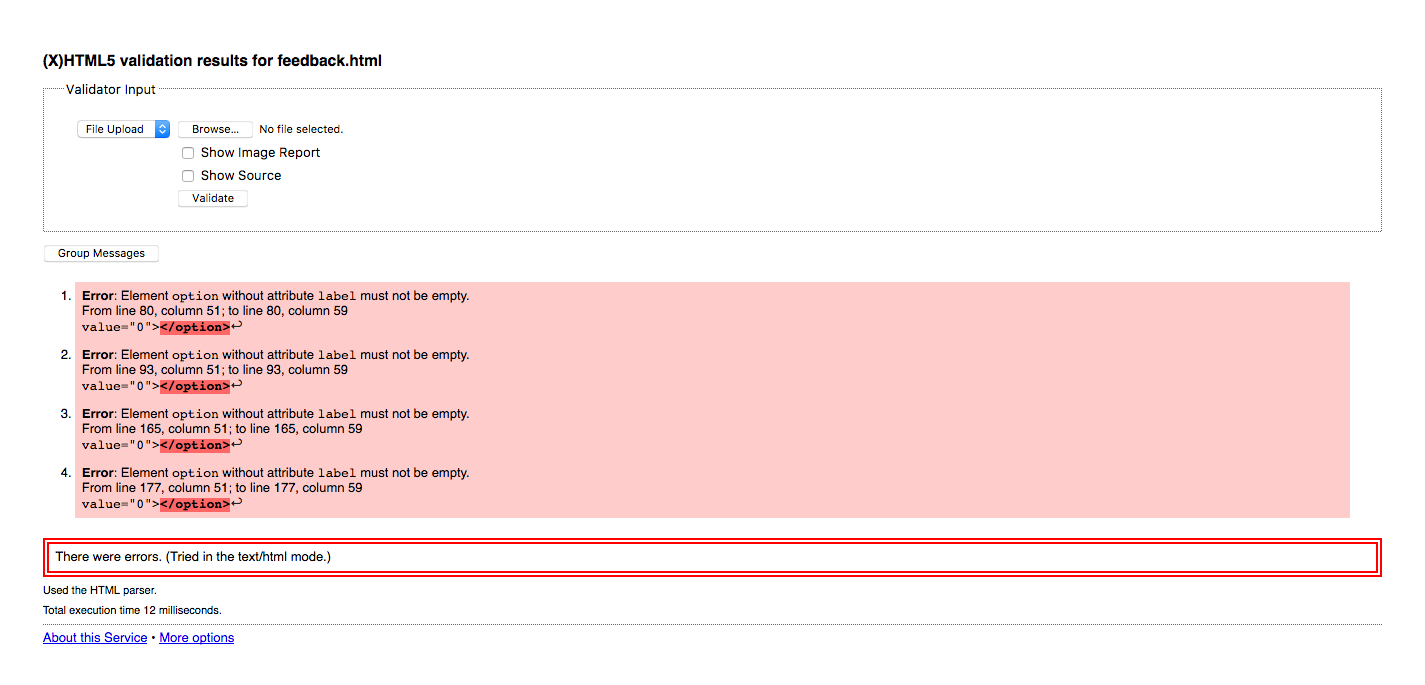 (X)HTML5 validation results for feedback.html
Validator Input
File Upload Browse... No file selected.
Show Image Report
Show Source
Validate
Group Messages
1. Error: Element option without attribute label must not be empty.
From line 80, column 51; to line 80, column 59
value="0"></option>↩
2. Error: Element option without attribute label must not be empty.
From line 93, column 51; to line 93, column 59
value="0"></option>↩
3. Error: Element option without attribute label must not be empty.
From line 165, column 51; to line 165, column 59
value="0"></option>↩
4. Error: Element option without attribute label must not be empty.
From line 177, column 51; to line 177, column 59
value="0"></option>↩
There were errors. (Tried in the text/html mode.)
Used the HTML parser.
Total execution time 12 milliseconds.
About this Service • More options